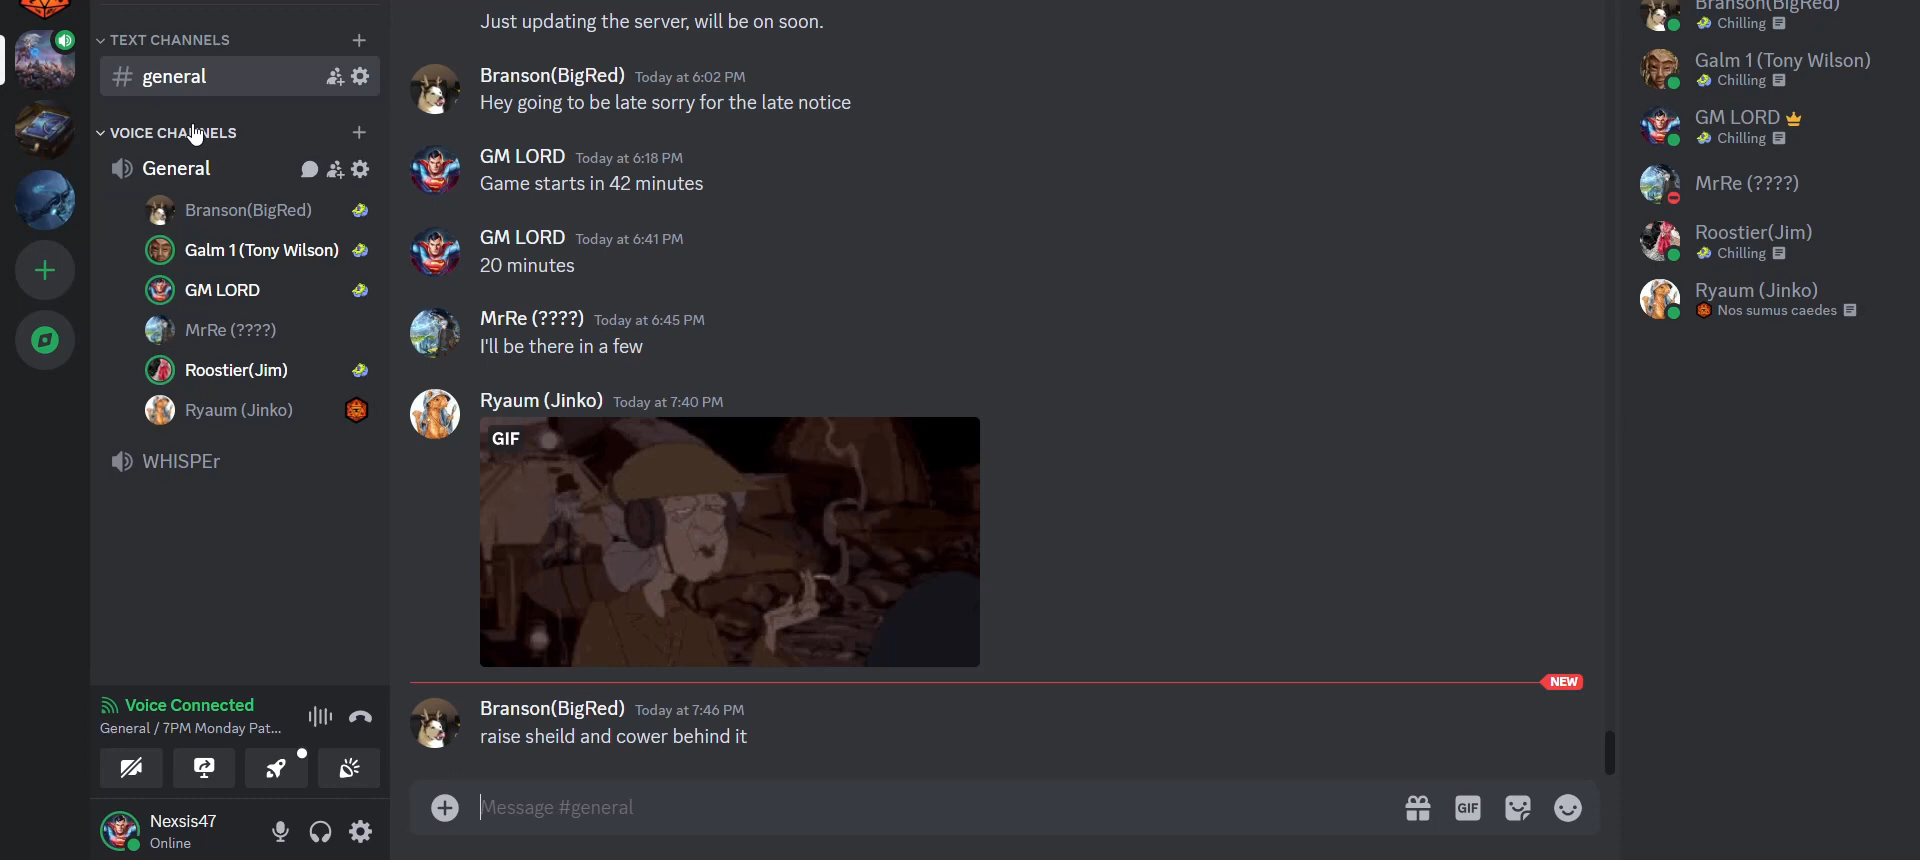 TEXT CHANNELS
general
VOICE CHANNELS
General
Branson(BigRed)
Galm 1 (Tony Wilson)
GM LORD
MrRe (????)
Roostier(Jim)
Ryaum (Jinko)
WHISPEr
Voice Connected
General / 7PM Monday Pat...
Nexsis47
Online
Just updating the server, will be on soon.
Branson(BigRed) Today at 6:02 PM
Hey going to be late sorry for the late notice
GM LORD Today at 6:18 PM
Game starts in 42 minutes
GM LORD Today at 6:41 PM
20 minutes
MrRe (????) Today at 6:45 PM
I'll be there in a few
Ryaum (Jinko) Today at 7:40 PM
GIF
NEW
Branson(BigRed) Today at 7:46 PM
raise sheild and cower behind it
Message #general
GIF
Branson(BigRed)
Chilling
Galm 1 (Tony Wilson)
Chilling
GM LORD
Chilling
MrRe (????)
Roostier(Jim)
Chilling
Ryaum (Jinko)
Nos sumus caedes